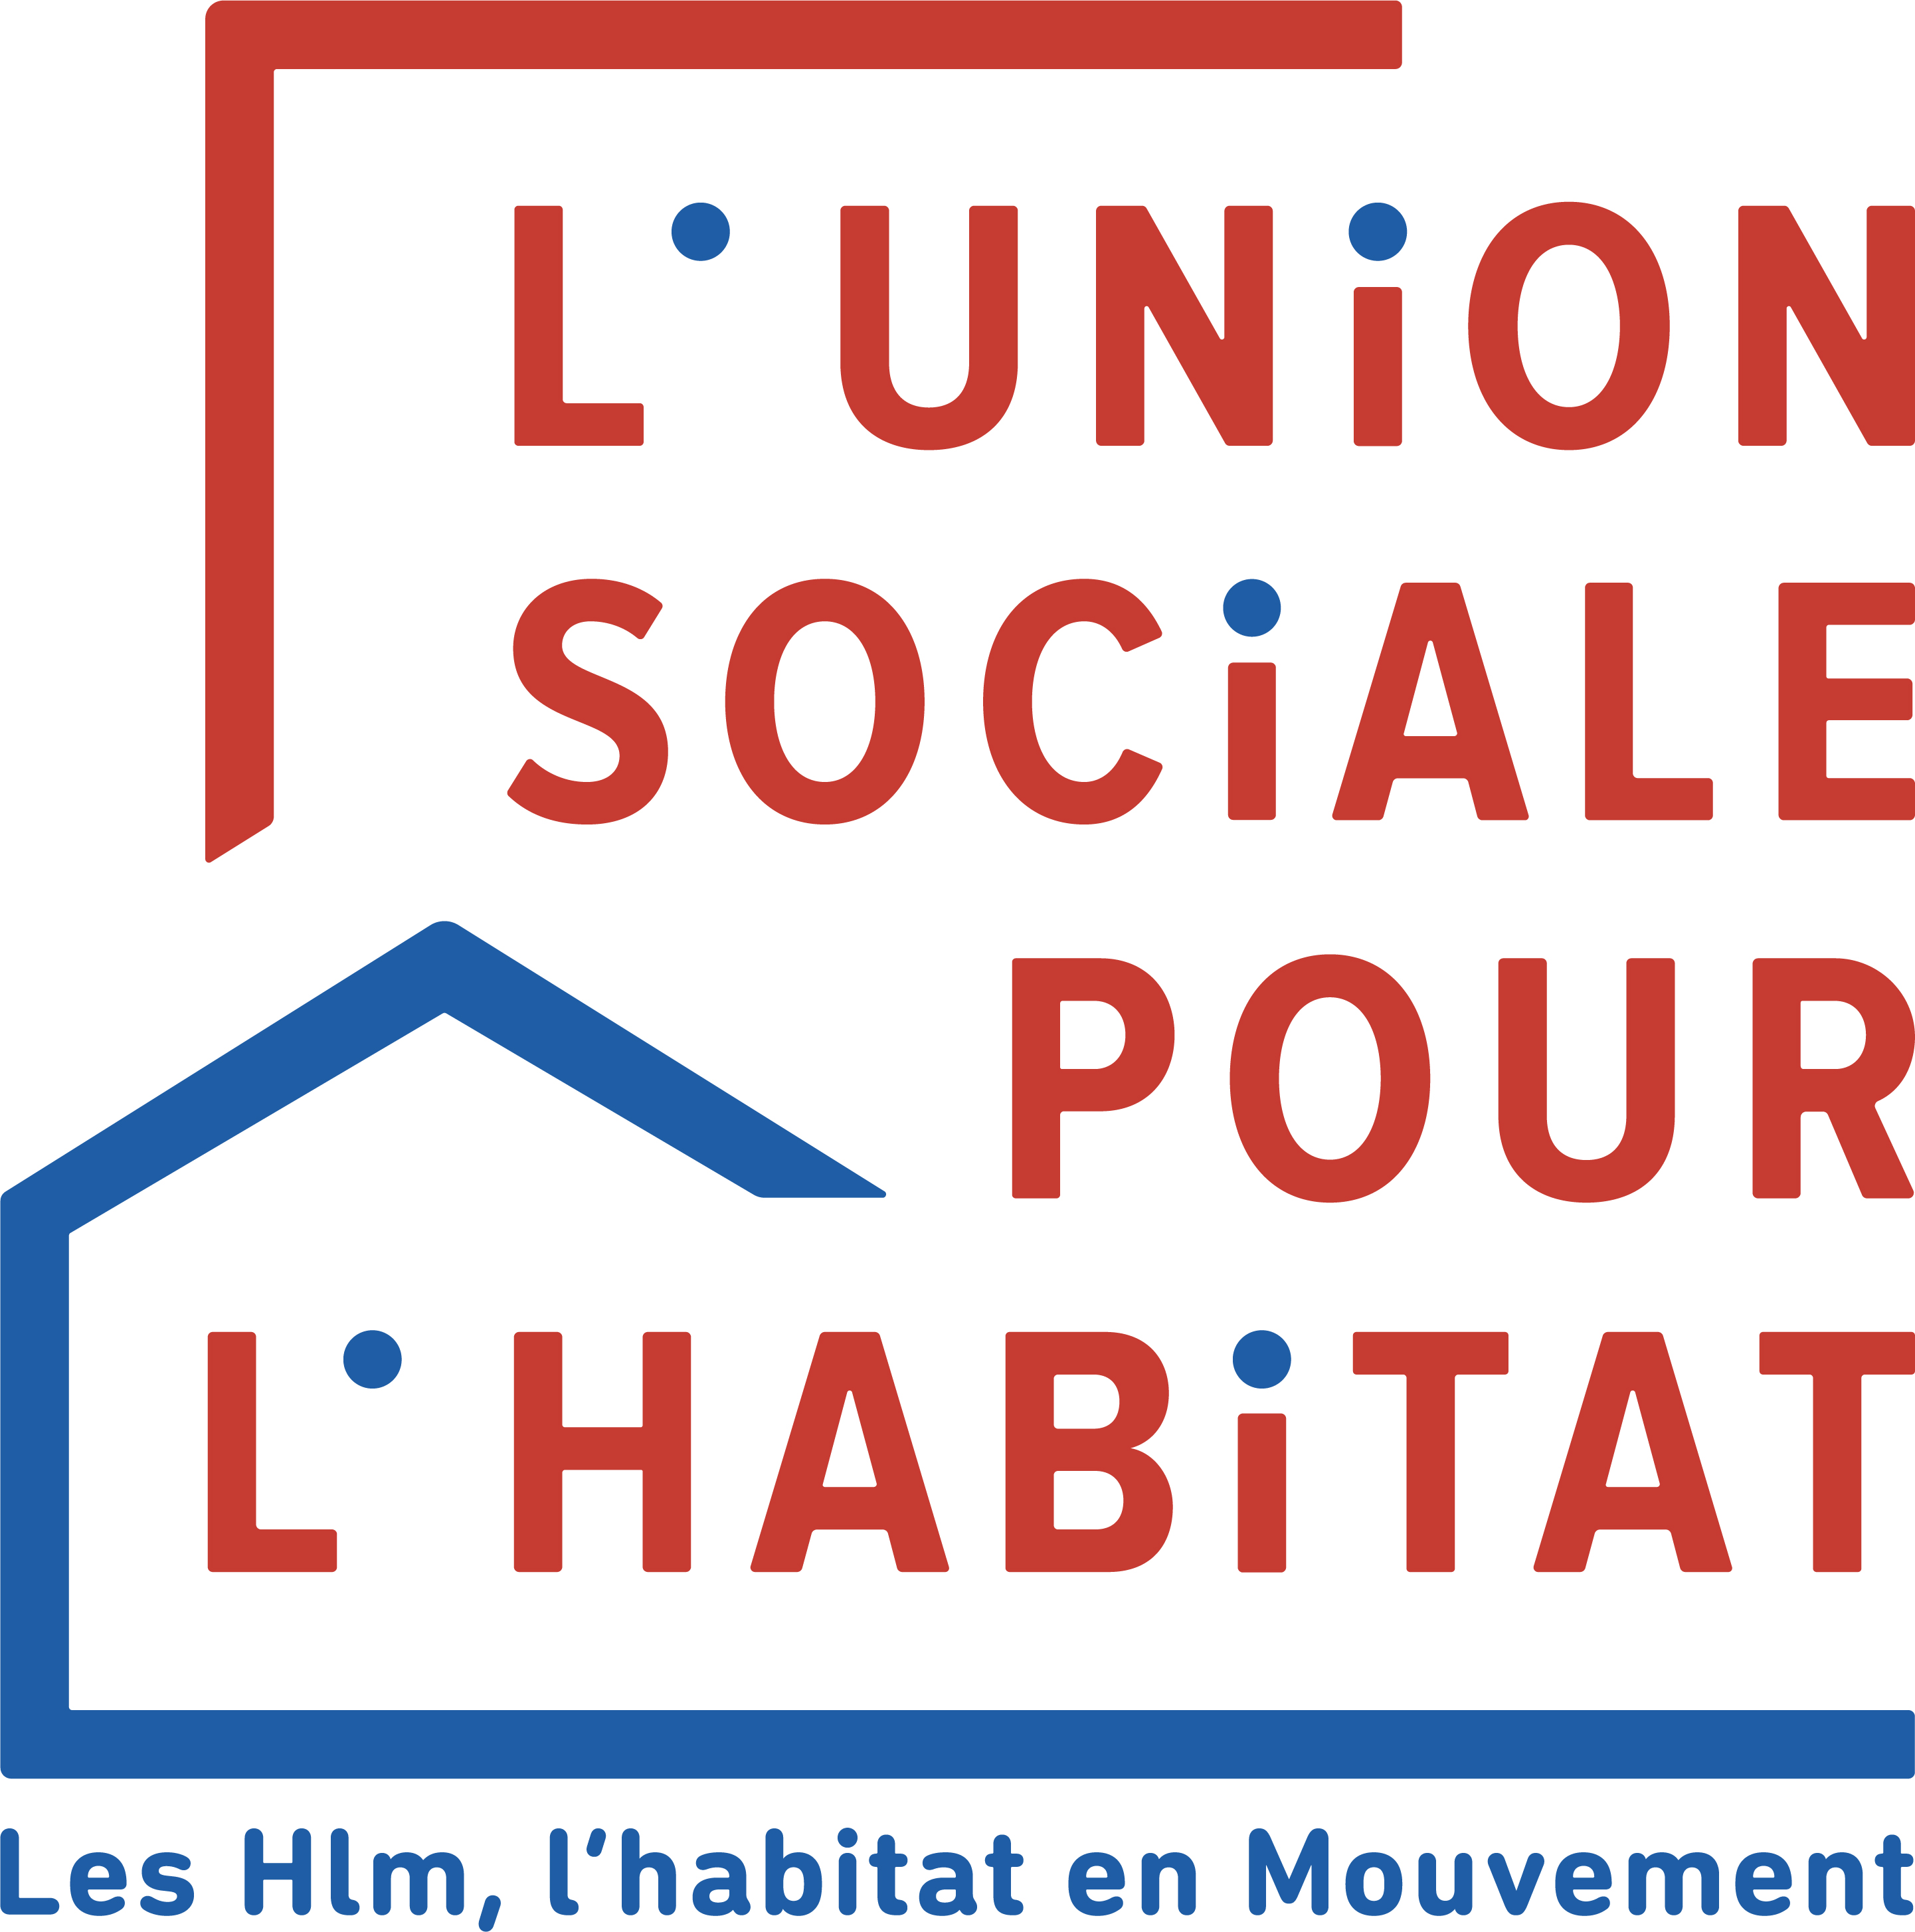 L'UNiON
SOCiALE
POUR
L'HABiTAT
Les Hlm, l'habitat en Mouvement